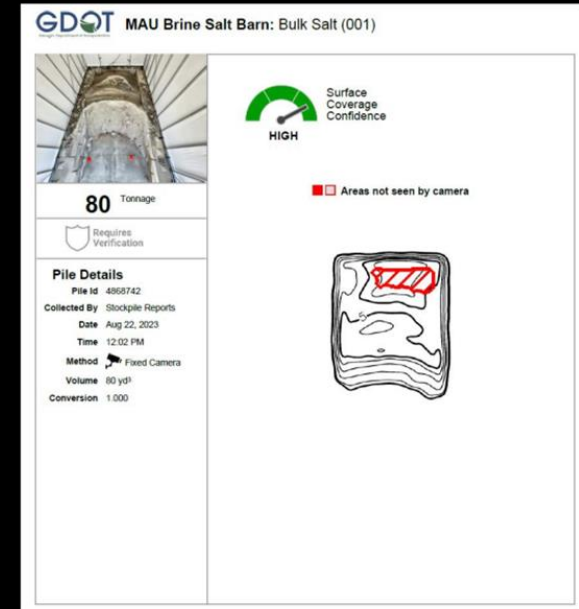 GDOT MAU Brine Salt Barn: Bulk Salt (001)
80 Tonnage
Requires
Verification
Pile Details
Pile Id 4868742
Collected By Stockpile Reports
Date Aug 22, 2023
Time 12:02 PM
Method Fixed Camera
Volume 80 yd³
Conversion 1.000
Surface
Coverage
Confidence
HIGH
Areas not seen by camera